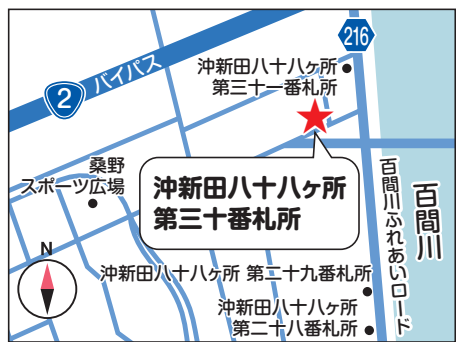 216
沖新田八十八ヶ所
第三十一番札所
2
バイパス
桑野
スポーツ広場
沖新田八十八ヶ所
第三十番札所
百間川
百間川ふれあいロード
N
沖新田八十八ヶ所 第二十九番札所
沖新田八十八ヶ所
第二十八番札所